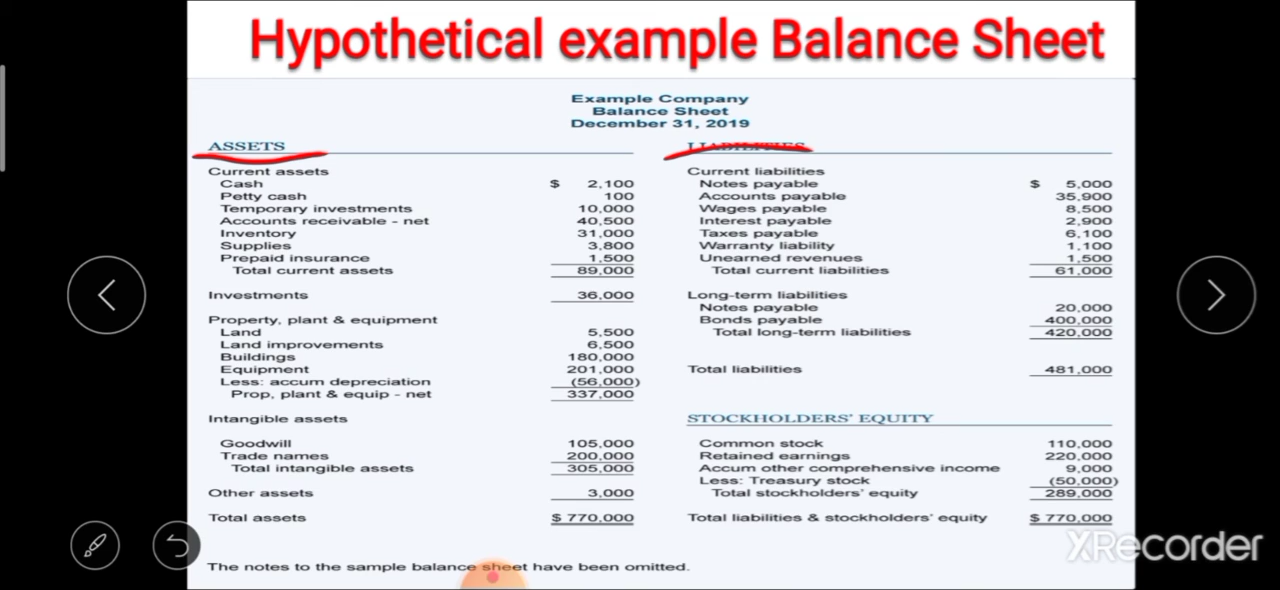 Hypothetical example Balance Sheet
Example Company
Balance Sheet
December 31, 2019
ASSETS
Current assets
Cash $ 2,100
Petty cash 100
Temporary investments 10,000
Accounts receivable - net 40,500
Inventory 31,000
Supplies 3,800
Prepaid insurance 1,500
Total current assets 89,000
Investments 36,000
Property, plant & equipment
Land 5,500
Land improvements 6,500
Buildings 180,000
Equipment 201,000
Less: accum depreciation (56,000)
Prop, plant & equip - net 337,000
Intangible assets
Goodwill 105,000
Trade names 200,000
Total intangible assets 305,000
Other assets 3,000
Total assets $ 770,000
LIABILITIES
Current liabilities
Notes payable $ 5,000
Accounts payable 35,900
Wages payable 8,500
Interest payable 2,900
Taxes payable 6,100
Warranty liability 1,100
Unearned revenues 1,500
Total current liabilities 61,000
Long-term liabilities
Notes payable 20,000
Bonds payable 400,000
Total long-term liabilities 420,000
Total liabilities 481,000
STOCKHOLDERS' EQUITY
Common stock 110,000
Retained earnings 220,000
Accum other comprehensive income 9,000
Less: Treasury stock (50,000)
Total stockholders' equity 289,000
Total liabilities & stockholders' equity $ 770,000
The notes to the sample balance sheet have been omitted.
XRecorder